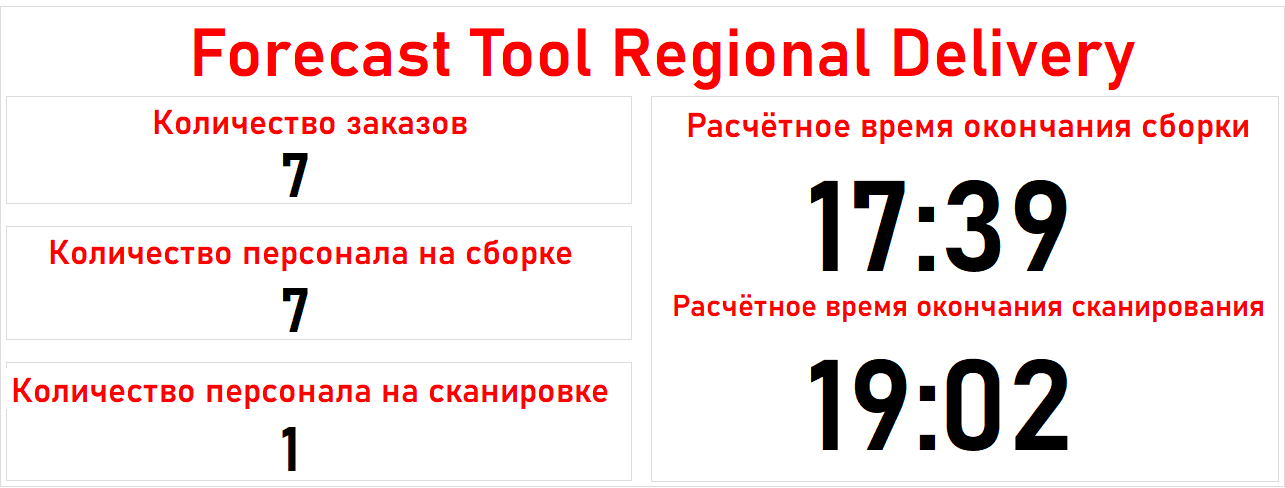 Forecast Tool Regional Delivery
Количество заказов
7
Количество персонала на сборке
7
Количество персонала на сканировке
1
Расчётное время окончания сборки
17:39
Расчётное время окончания сканирования
19:02